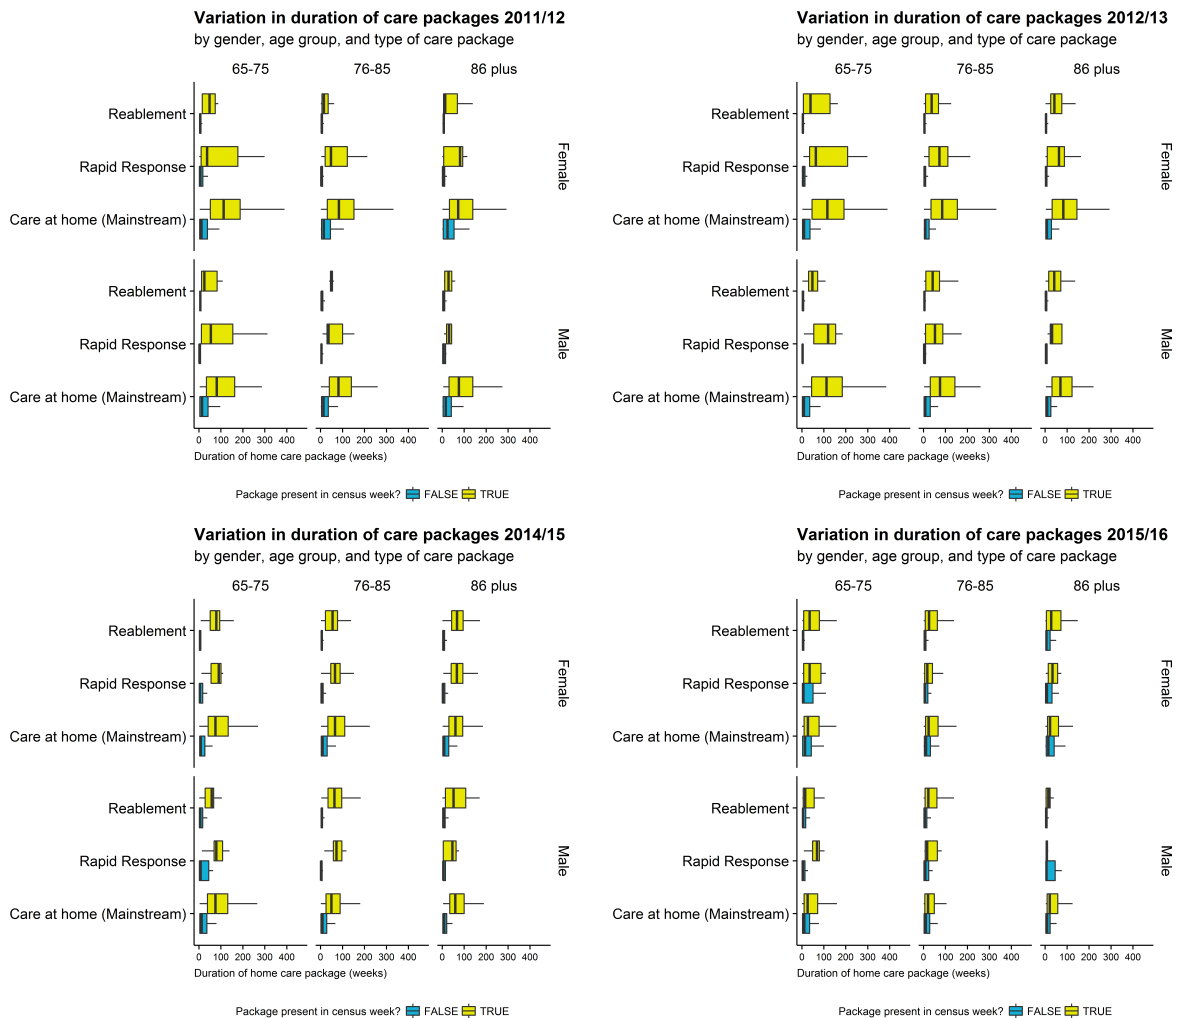 Variation in duration of care packages 2011/12
by gender, age group, and type of care package
65-75 76-85 86 plus
Reablement
Rapid Response
Care at home (Mainstream)
Female
Reablement
Rapid Response
Care at home (Mainstream)
Male
0 100 200 300 400 0 100 200 300 400 0 100 200 300 400
Duration of home care package (weeks)
Package present in census week? FALSE TRUE
Variation in duration of care packages 2012/13
by gender, age group, and type of care package
65-75 76-85 86 plus
Reablement
Rapid Response
Care at home (Mainstream)
Female
Reablement
Rapid Response
Care at home (Mainstream)
Male
0 100 200 300 400 0 100 200 300 400 0 100 200 300 400
Duration of home care package (weeks)
Package present in census week? FALSE TRUE
Variation in duration of care packages 2014/15
by gender, age group, and type of care package
65-75 76-85 86 plus
Reablement
Rapid Response
Care at home (Mainstream)
Female
Reablement
Rapid Response
Care at home (Mainstream)
Male
0 100 200 300 400 0 100 200 300 400 0 100 200 300 400
Duration of home care package (weeks)
Package present in census week? FALSE TRUE
Variation in duration of care packages 2015/16
by gender, age group, and type of care package
65-75 76-85 86 plus
Reablement
Rapid Response
Care at home (Mainstream)
Female
Reablement
Rapid Response
Care at home (Mainstream)
Male
0 100 200 300 400 0 100 200 300 400 0 100 200 300 400
Duration of home care package (weeks)
Package present in census week? FALSE TRUE